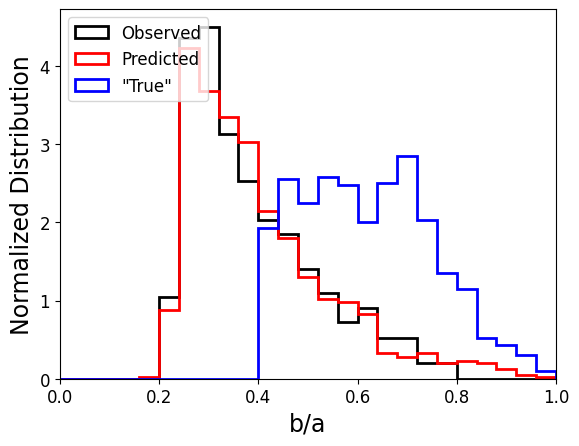 Observed
Predicted
"True"
Normalized Distribution
4
3
2
1
0
0.0 0.2 0.4 0.6 0.8 1.0
b/a